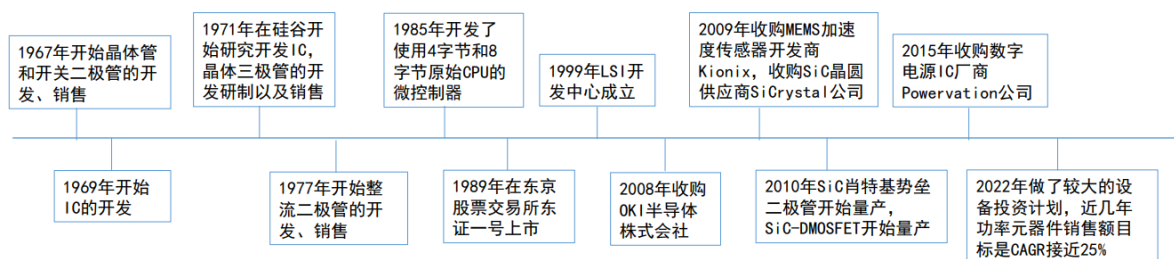 1967年开始晶体管
和开关二极管的开
发、销售
1971年在硅谷开
始研究开发IC，
晶体三极管的开
发研制以及销售
1985年开发了
使用4字节和8
字节原始CPU的
微控制器
1999年LSI开
发中心成立
2009年收购MEMS加速
度传感器开发商
Kionix，收购SiC晶圆
供应商SiCrystal公司
2015年收购数字
电源IC厂商
Powervation公司
1969年开始
IC的开发
1977年开始整
流二极管的开
发、销售
1989年在东京
股票交易所东
证一号上市
2008年收购
OKI半导体
株式会社
2010年SiC肖特基势垒
二极管开始量产，
SiC-DMOSFET开始量产
2022年做了较大的设
备投资计划，近几年
功率元器件销售额目
标是CAGR接近25%